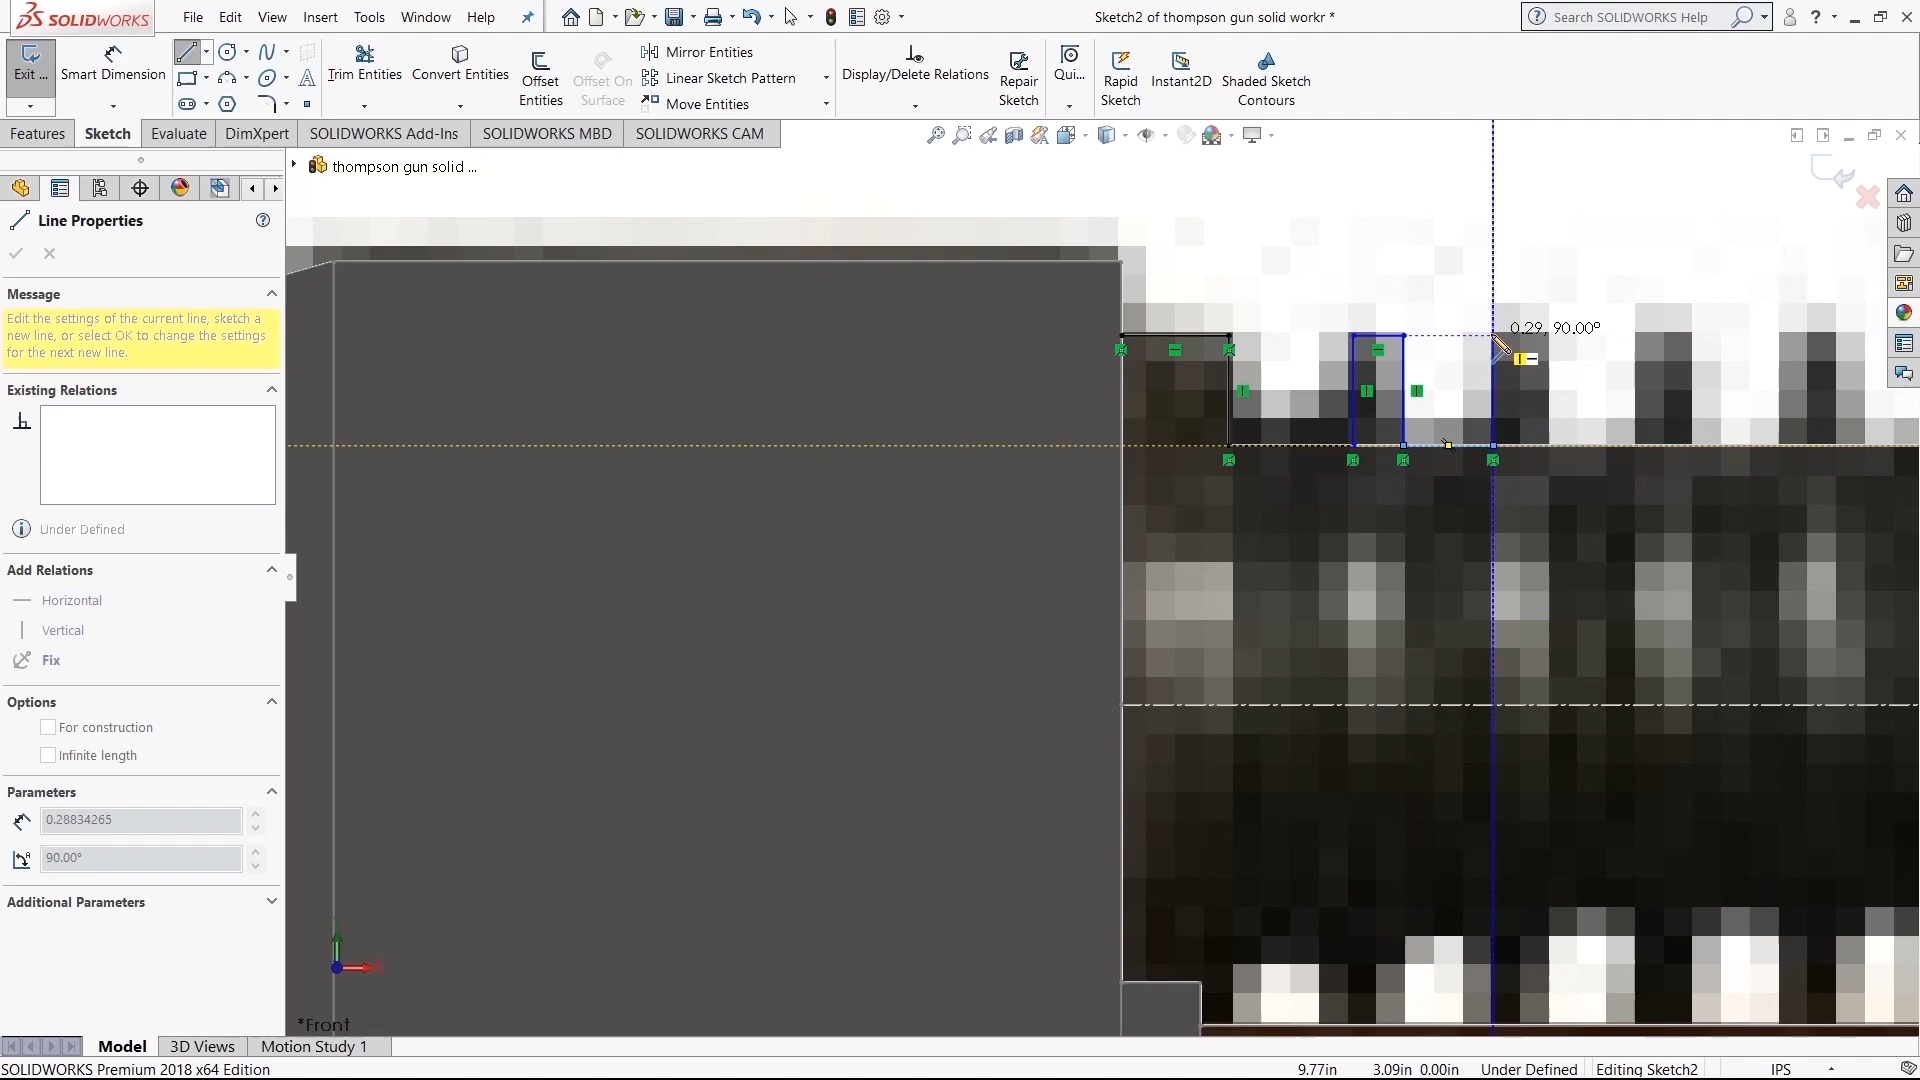 SOLIDWORKS
File Edit View Insert Tools Window Help
Sketch2 of thompson gun solid workr *
Search SOLIDWORKS Help
Exit ...
Smart Dimension
Trim Entities
Convert Entities
Offset Entities
Offset On Surface
Mirror Entities
Linear Sketch Pattern
Move Entities
Display/Delete Relations
Repair Sketch
Qui...
Rapid Sketch
Instant2D
Shaded Sketch Contours
Features Sketch Evaluate DimXpert SOLIDWORKS Add-Ins SOLIDWORKS MBD SOLIDWORKS CAM
thompson gun solid ...
Line Properties
Message
Edit the settings of the current line, sketch a
new line, or select OK to change the settings
for the next new line.
Existing Relations
Under Defined
Add Relations
Horizontal
Vertical
Fix
Options
For construction
Infinite length
Parameters
0.28834265
90.00°
Additional Parameters
0.29, 90.00°
*Front
Model 3D Views Motion Study 1
SOLIDWORKS Premium 2018 x64 Edition
9.77in 3.09in 0.00in Under Defined Editing Sketch2 IPS